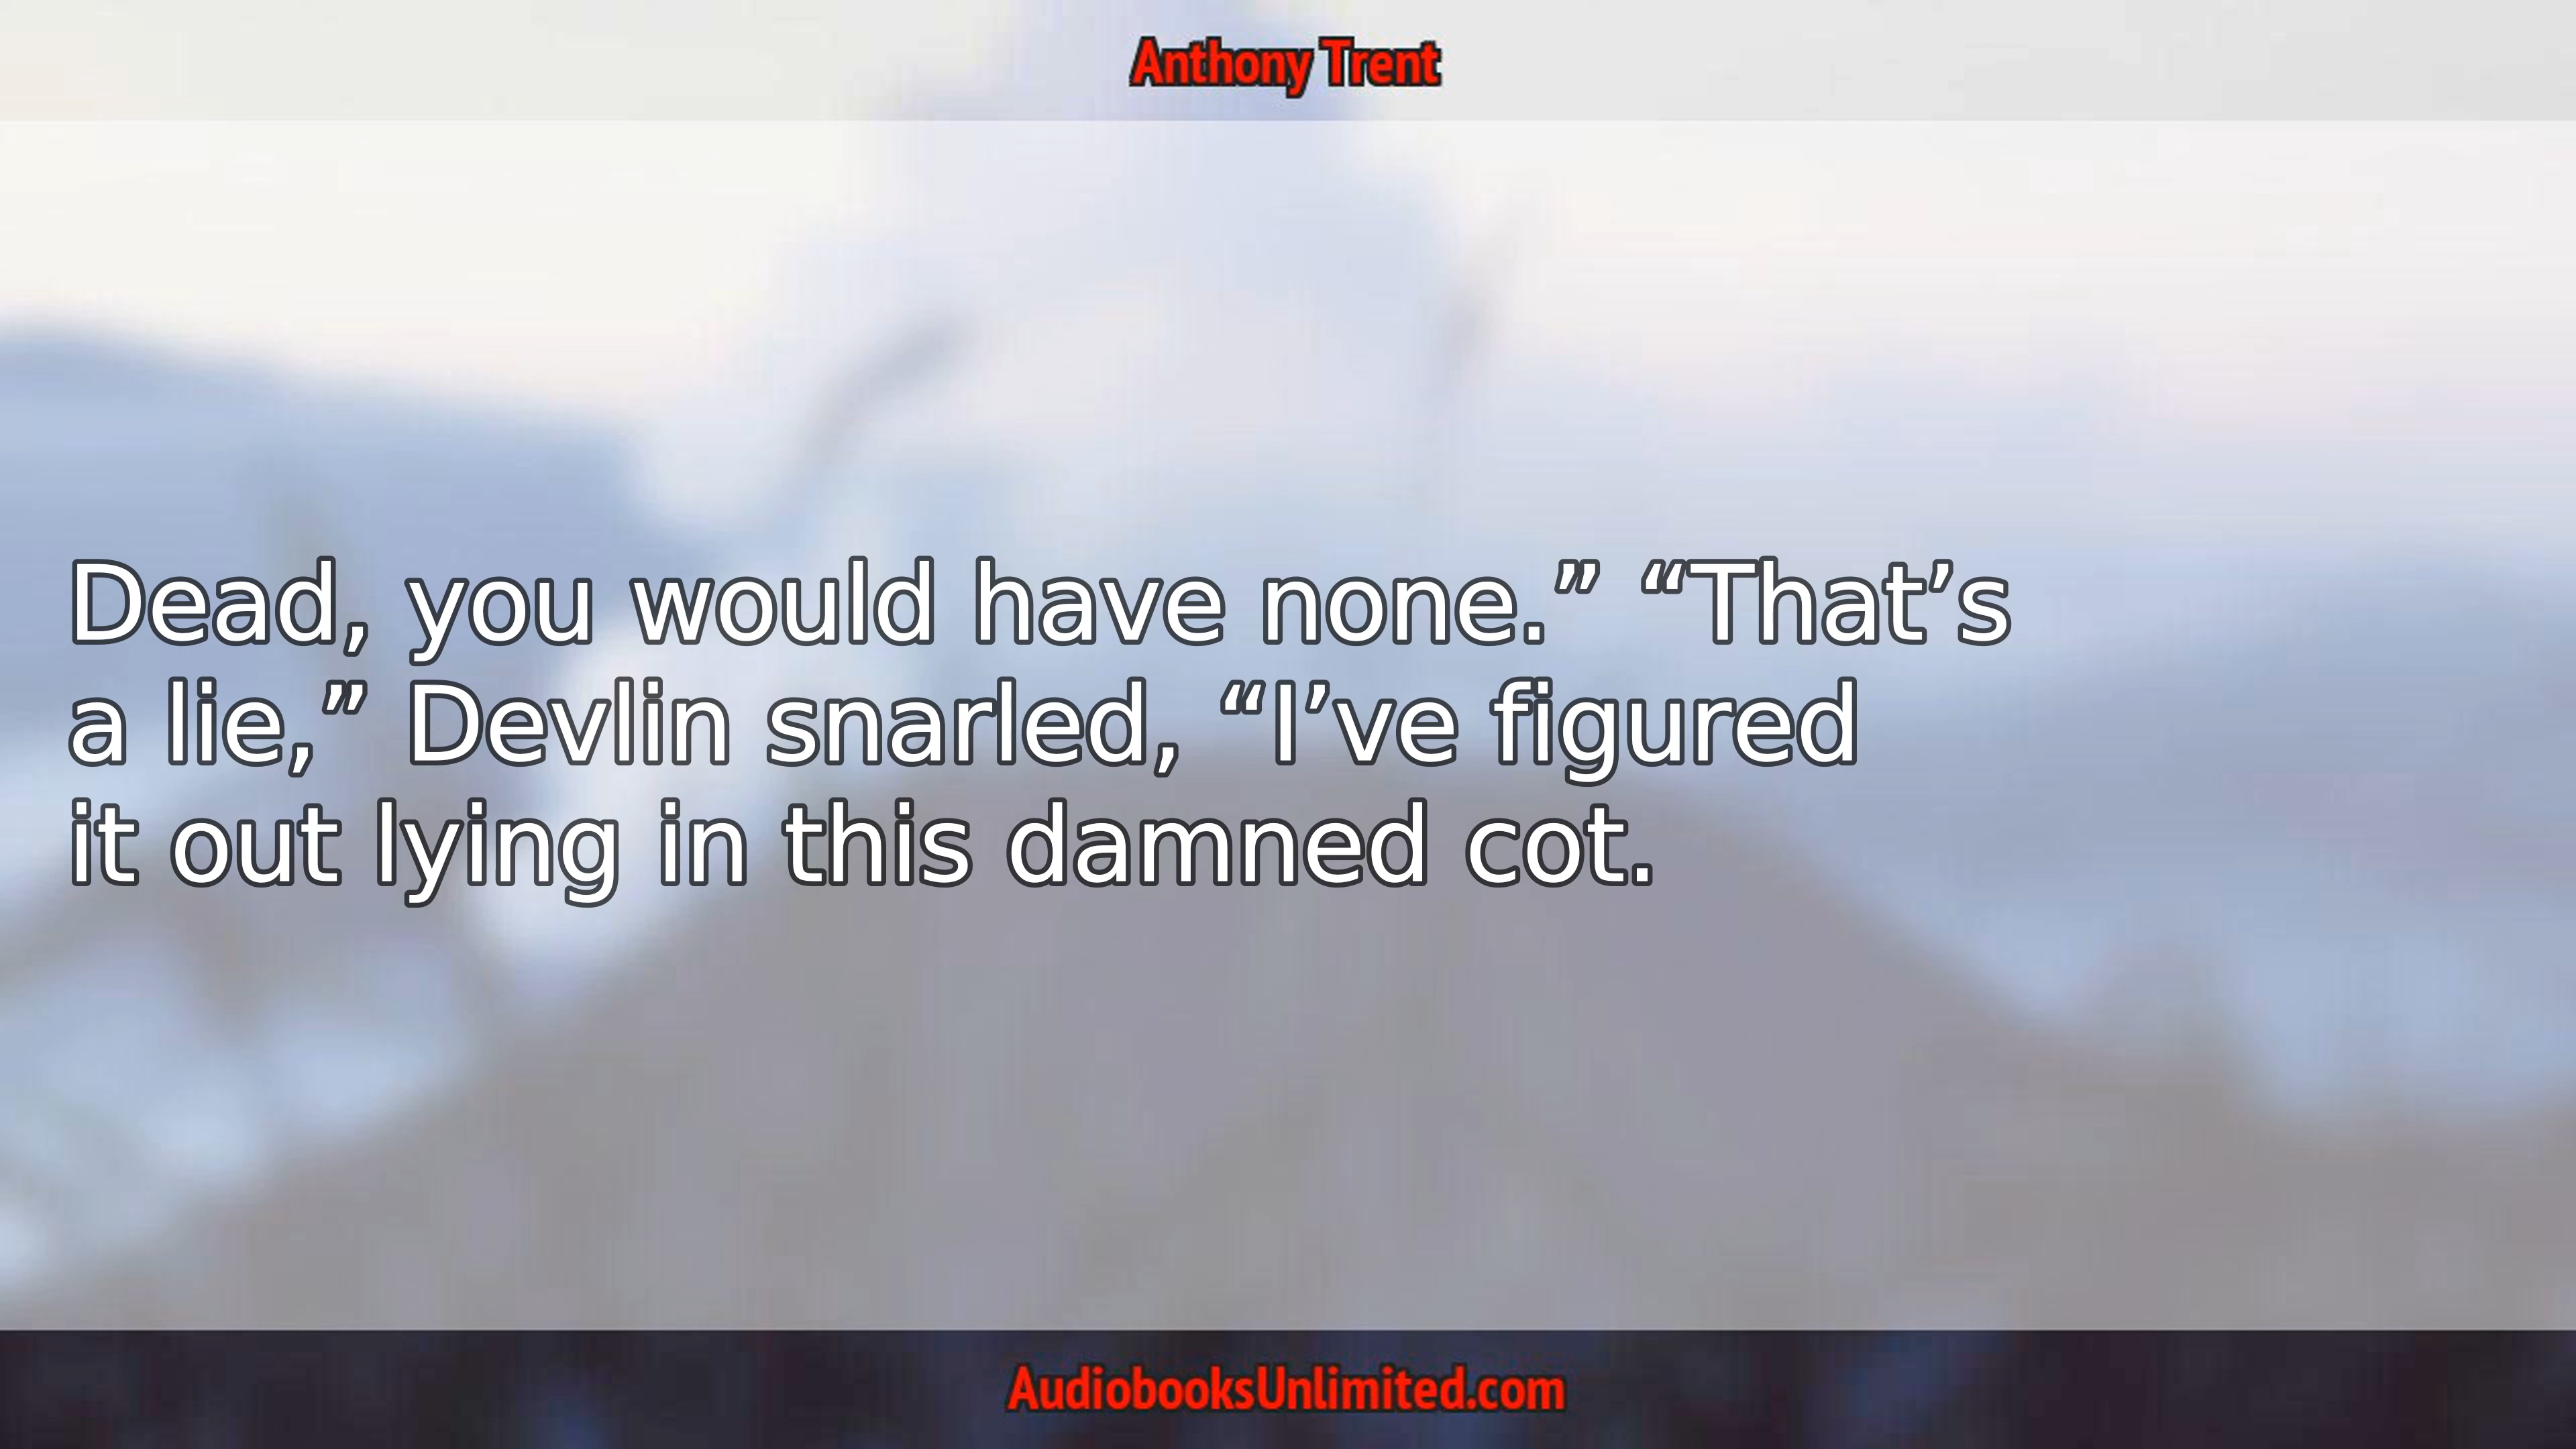 Anthony Trent
Dead, you would have none.” “That’s
a lie,” Devlin snarled, “I’ve figured
it out lying in this damned cot.
AudiobooksUnlimited.com